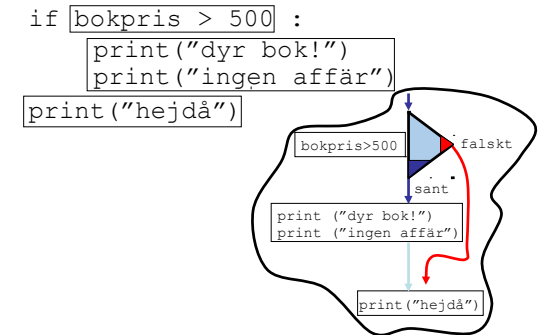 if bokpris > 500 :
print(”dyr bok!”)
print(”ingen affär”)
print(”hejdå”)
bokpris>500
falskt
sant
print (”dyr bok!”)
print (”ingen affär”)
print(”hejdå”)